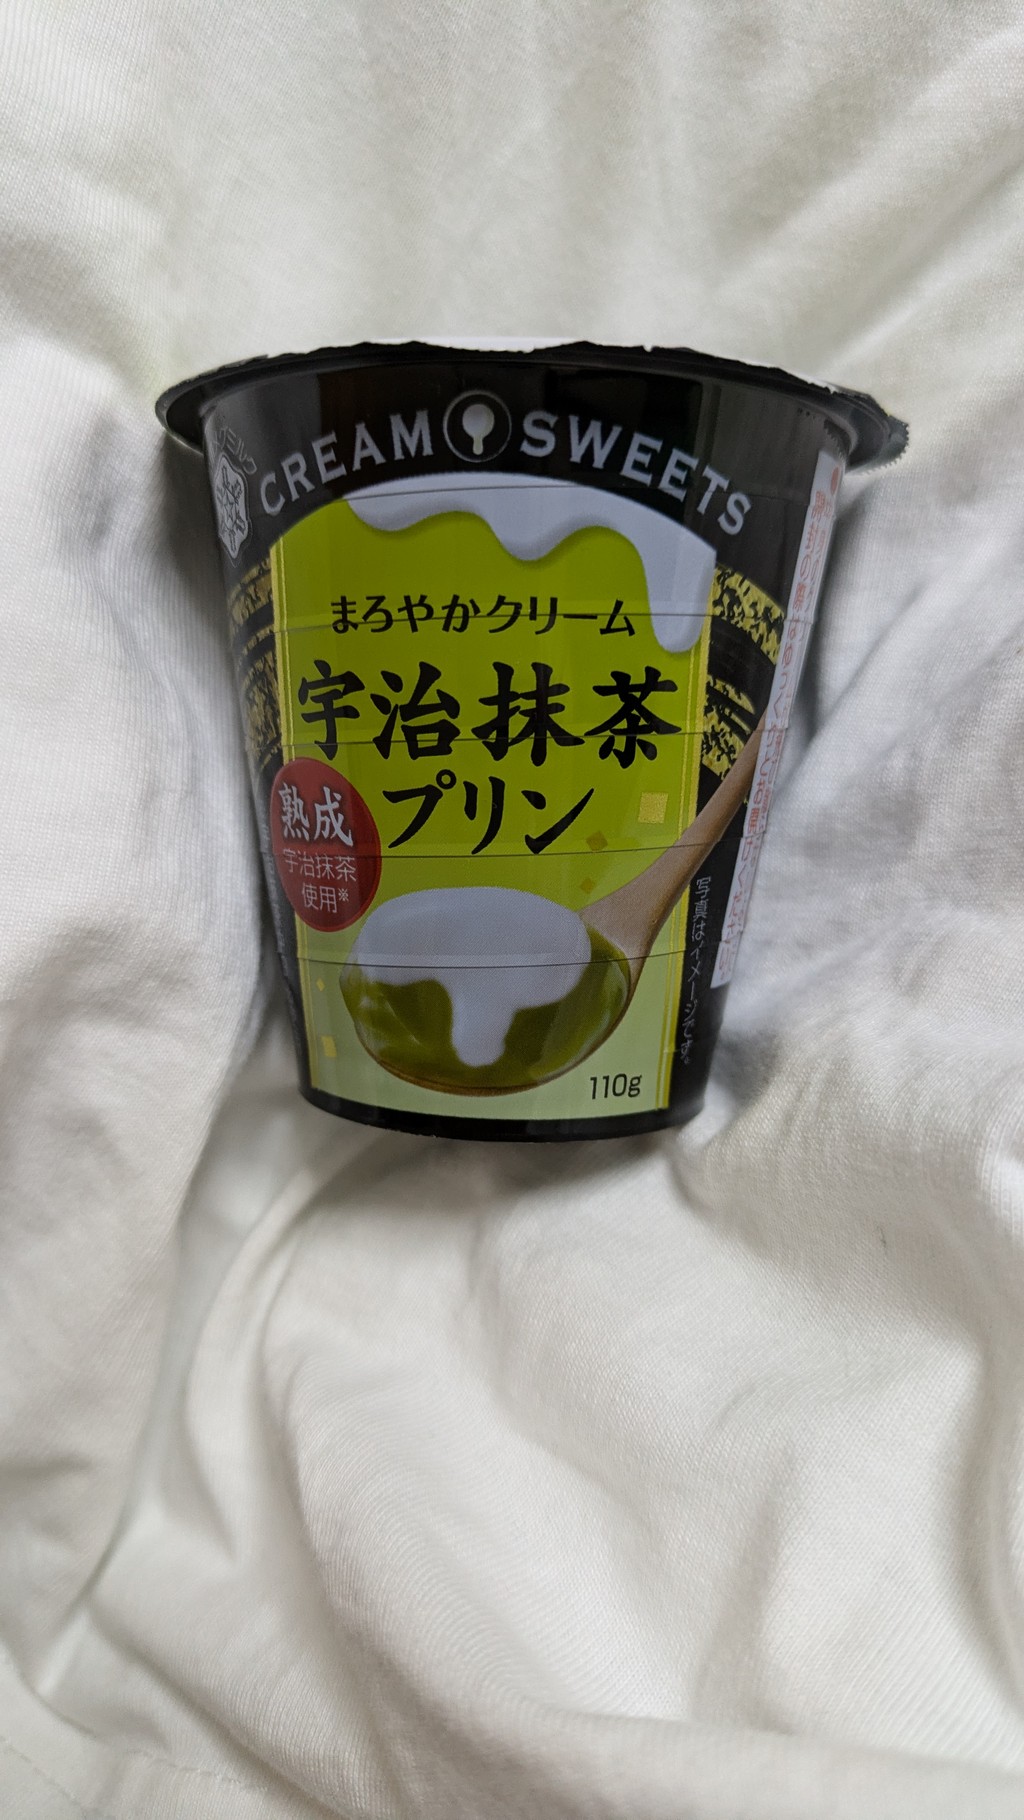 CREAM SWEETS
まろやかクリーム
宇治抹茶
プリン
熟成
宇治抹茶
使用※
110g
写真はイメージです。